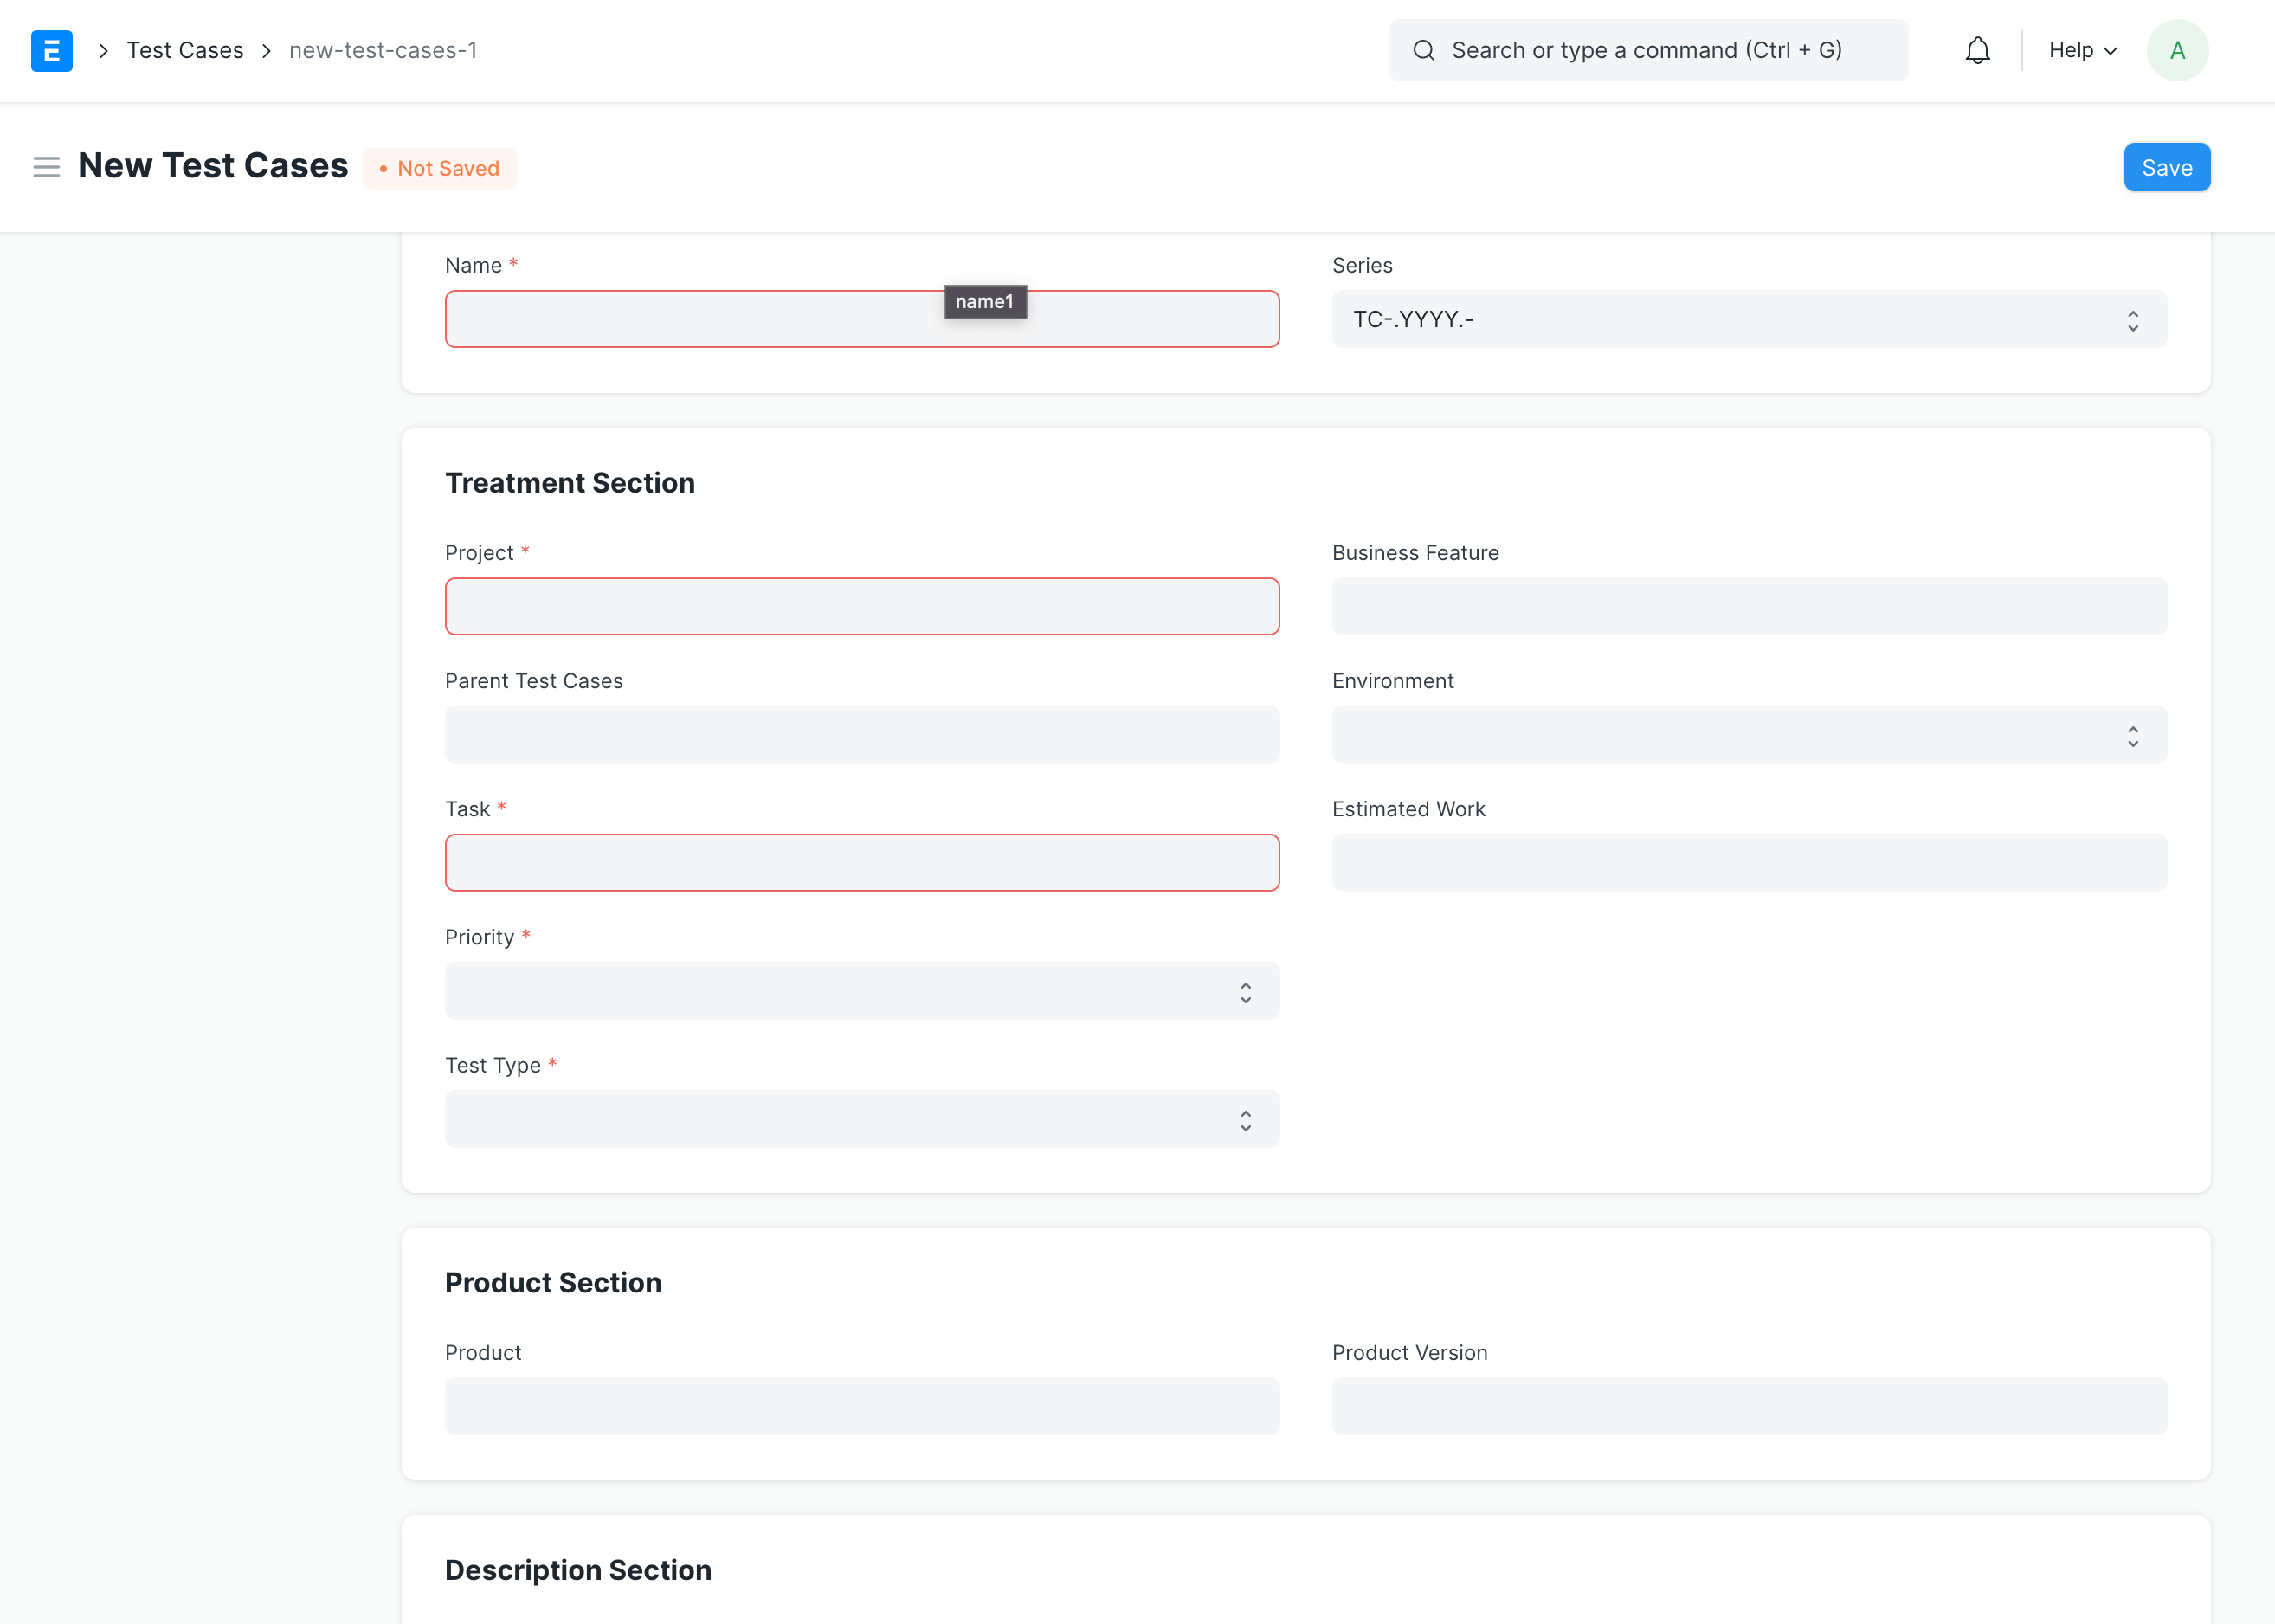 E > Test Cases > new-test-cases-1
Search or type a command (Ctrl + G)
Help
A
New Test Cases
• Not Saved
Save
Name *
Series
name1
TC-.YYYY.-
Treatment Section
Project *
Business Feature
Parent Test Cases
Environment
Task *
Estimated Work
Priority *
Test Type *
Product Section
Product
Product Version
Description Section